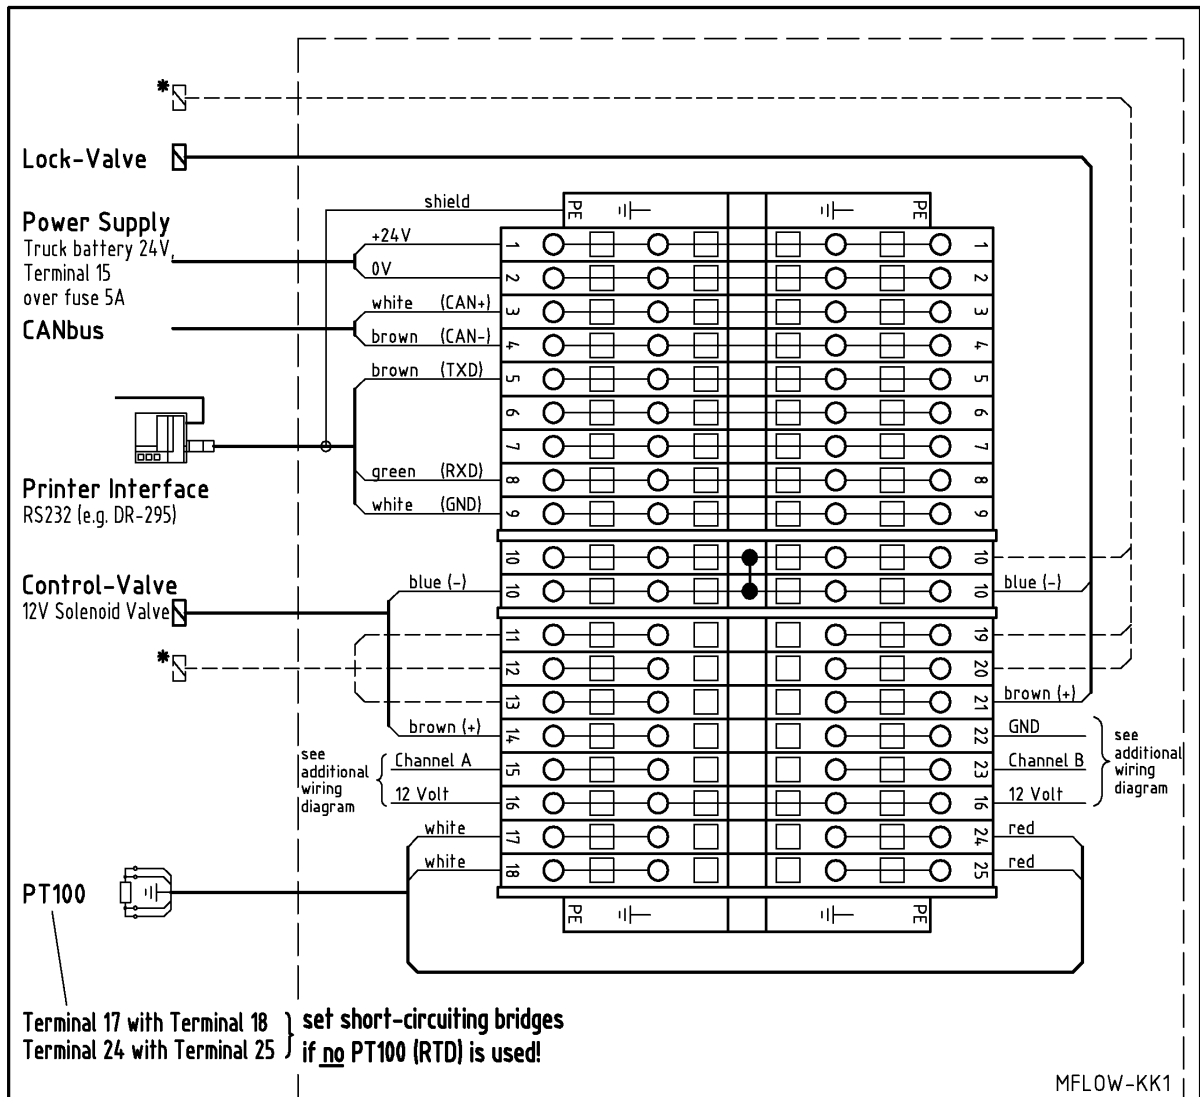 *
Lock-Valve
shield
PE
PE
Power Supply
Truck battery 24V,
Terminal 15
over fuse 5A
+24V
1
1
0V
2
2
CANbus
white (CAN+)
3
3
brown (CAN-)
4
4
brown (TXD)
5
5
6
6
7
7
Printer Interface
RS232 (e.g. DR-295)
green (RXD)
8
8
white (GND)
9
9
10
10
Control-Valve
12V Solenoid Valve
blue (-)
10
10
blue (-)
11
19
*
12
20
13
21
brown (+)
brown (+)
14
22
GND
see
additional
wiring
diagram
Channel A
15
23
Channel B
12 Volt
16
16
12 Volt
see
additional
wiring
diagram
white
17
24
red
white
18
25
red
PT100
PE
PE
Terminal 17 with Terminal 18
Terminal 24 with Terminal 25
set short-circuiting bridges
if no PT100 (RTD) is used!
MFLOW-KK1